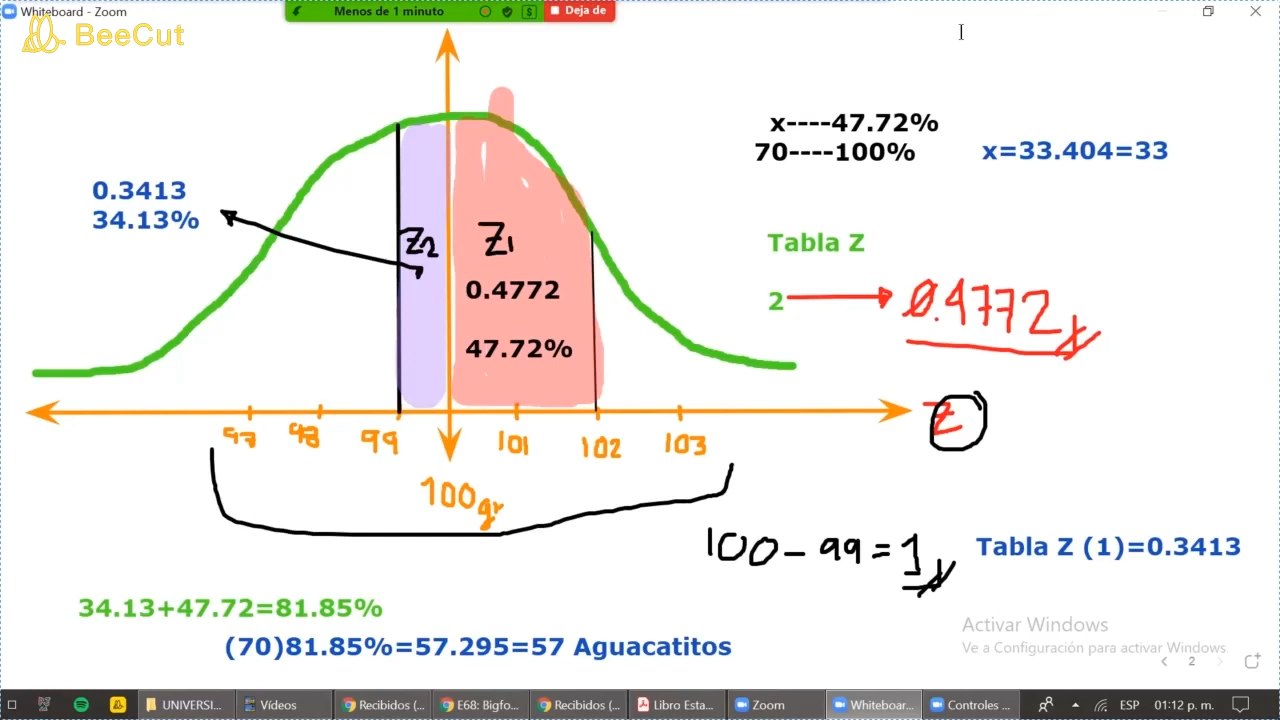 Whiteboard - Zoom
Menos de 1 minuto
Deja de
BeeCut
x----47.72%
70----100%
x=33.404=33
0.3413
34.13%
Tabla Z
Z2
Z1
0.4772
47.72%
2
0.4772
Z
97
98
99
101
102
103
100gr
100-99=1
Tabla Z (1)=0.3413
34.13+47.72=81.85%
(70)81.85%=57.295=57 Aguacatitos
Activar Windows
Ve a Configuración para activar Windows.
2
UNIVERSI...
Vídeos
Recibidos (...
E68: Bigfo...
Recibidos (...
Libro Esta...
Zoom
Whiteboar...
Controles ...
ESP
01:12 p. m.